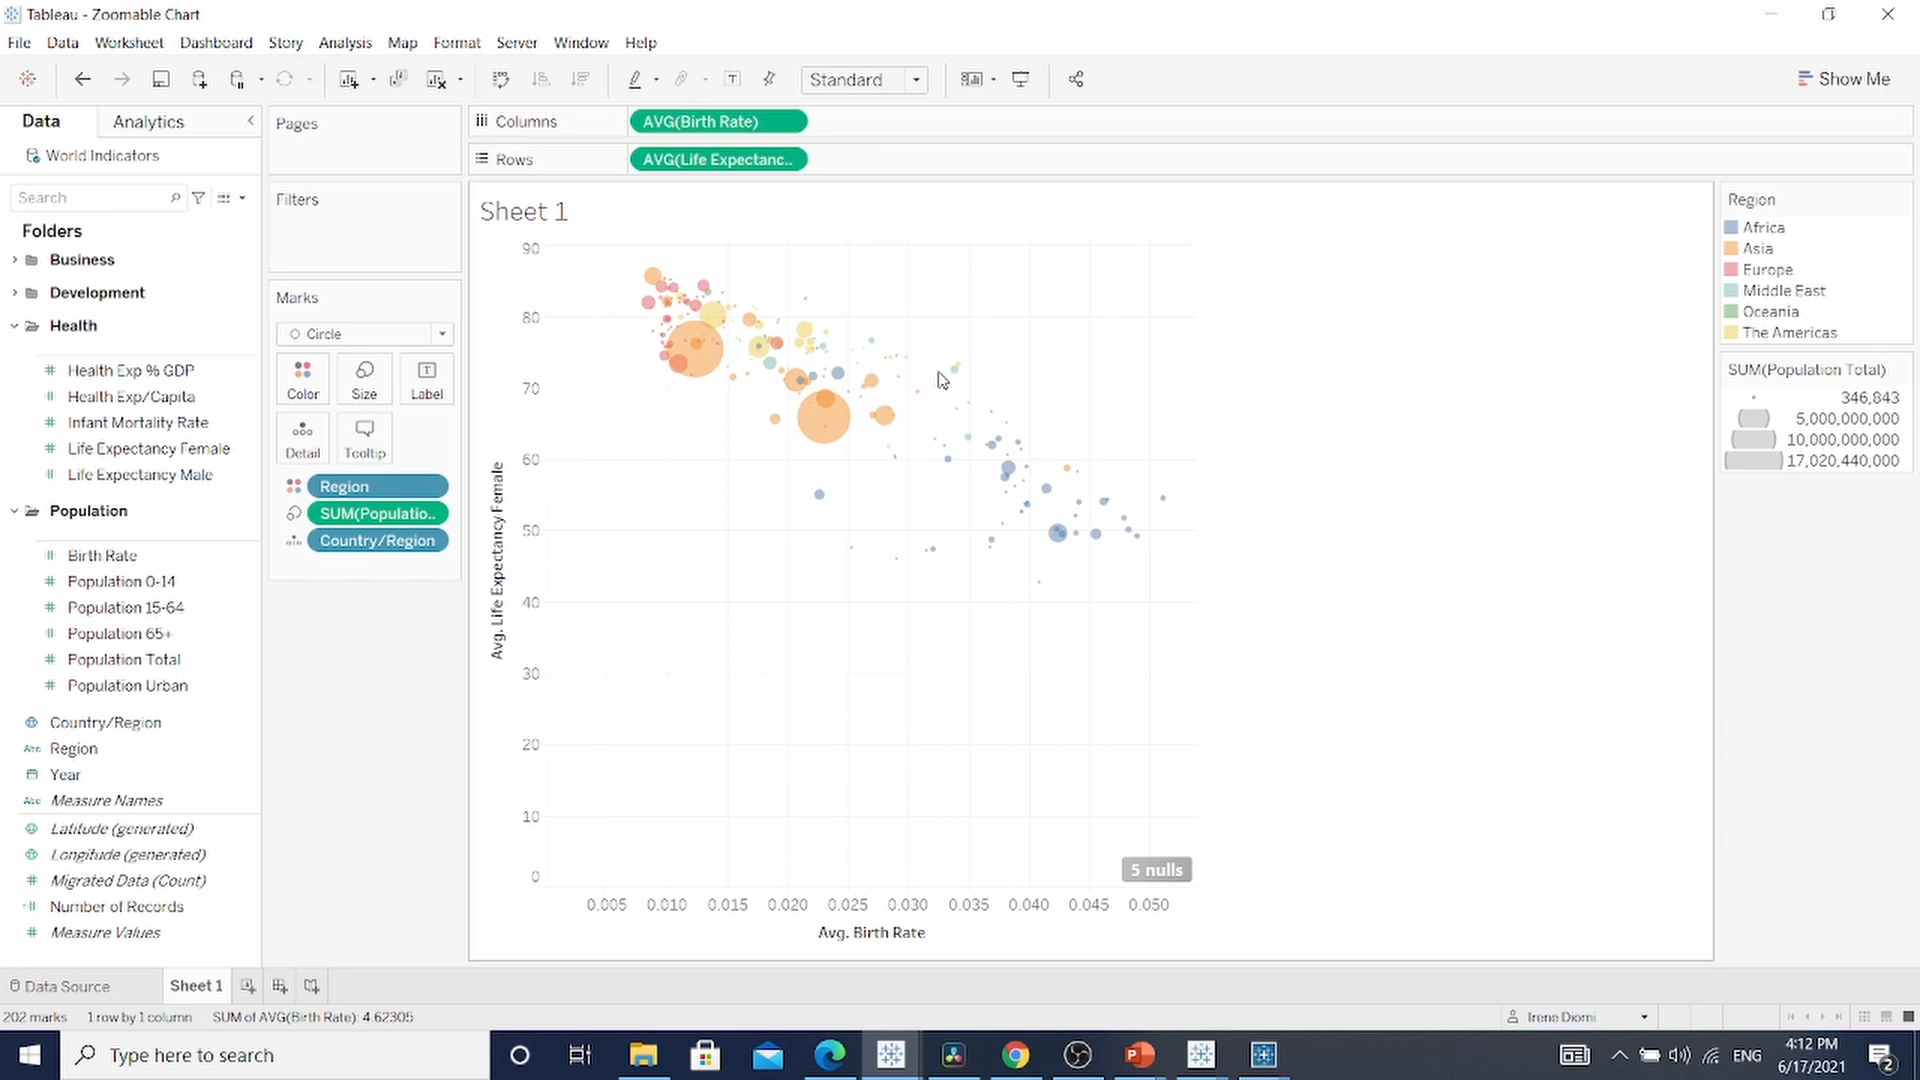 Tableau - Zoomable Chart
File Data Worksheet Dashboard Story Analysis Map Format Server Window Help
Standard
Show Me
Data Analytics
World Indicators
Search
Folders
Business
Development
Health
Health Exp % GDP
Health Exp/Capita
Infant Mortality Rate
Life Expectancy Female
Life Expectancy Male
Population
Birth Rate
Population 0-14
Population 15-64
Population 65+
Population Total
Population Urban
Country/Region
Abc Region
Year
Abc Measure Names
Latitude (generated)
Longitude (generated)
Migrated Data (Count)
Number of Records
Measure Values
Pages
Filters
Marks
Circle
Color Size Label
Detail Tooltip
Region
SUM(Populatio..
Country/Region
Columns AVG(Birth Rate)
Rows AVG(Life Expectanc..
Sheet 1
90
80
70
60
50
40
30
20
10
0
Avg. Life Expectancy Female
5 nulls
0.005 0.010 0.015 0.020 0.025 0.030 0.035 0.040 0.045 0.050
Avg. Birth Rate
Region
Africa
Asia
Europe
Middle East
Oceania
The Americas
SUM(Population Total)
346,843
5,000,000,000
10,000,000,000
17,020,440,000
Data Source Sheet 1
202 marks 1 row by 1 column SUM of AVG(Birth Rate): 4.62305
Irene Diomi
Type here to search
ENG
4:12 PM
6/17/2021
2